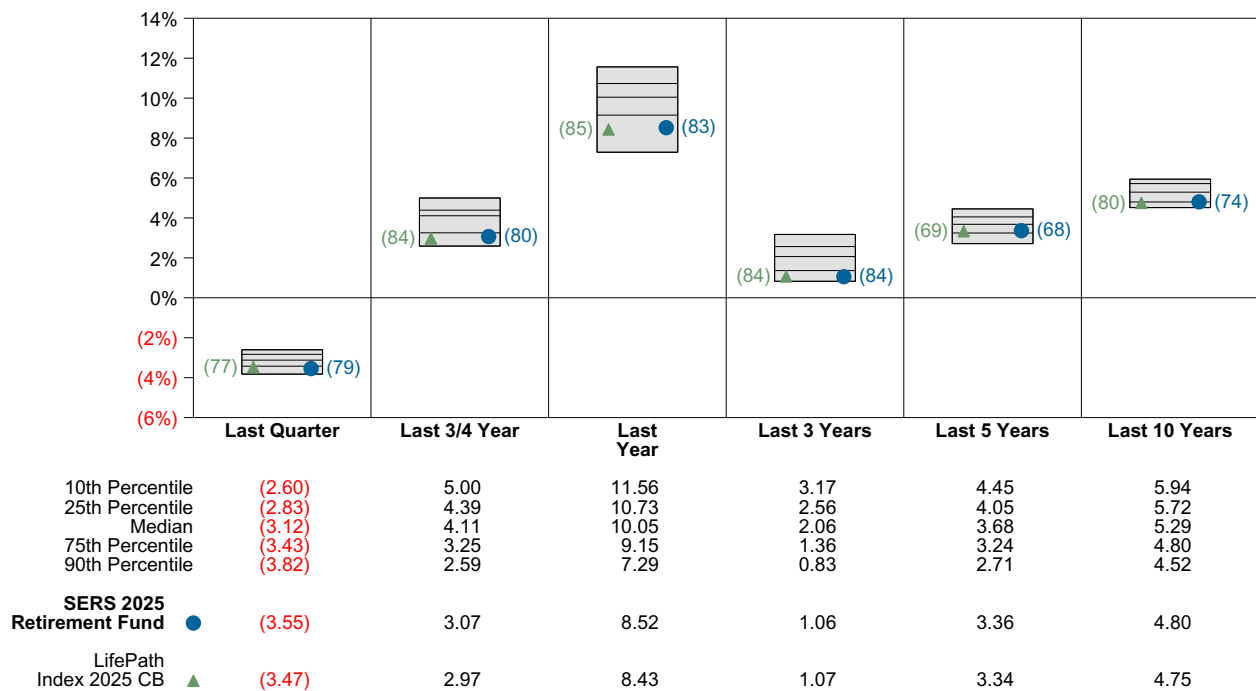 14%
12%
10%
8%
6%
4%
2%
0%
(2%)
(4%)
(6%)
(77) (79)
(84) (80)
(85) (83)
(84) (84)
(69) (68)
(80) (74)
Last Quarter Last 3/4 Year Last Last 3 Years Last 5 Years Last 10 Years
Year
10th Percentile (2.60) 5.00 11.56 3.17 4.45 5.94
25th Percentile (2.83) 4.39 10.73 2.56 4.05 5.72
Median (3.12) 4.11 10.05 2.06 3.68 5.29
75th Percentile (3.43) 3.25 9.15 1.36 3.24 4.80
90th Percentile (3.82) 2.59 7.29 0.83 2.71 4.52
SERS 2025
Retirement Fund (3.55) 3.07 8.52 1.06 3.36 4.80
LifePath
Index 2025 CB (3.47) 2.97 8.43 1.07 3.34 4.75